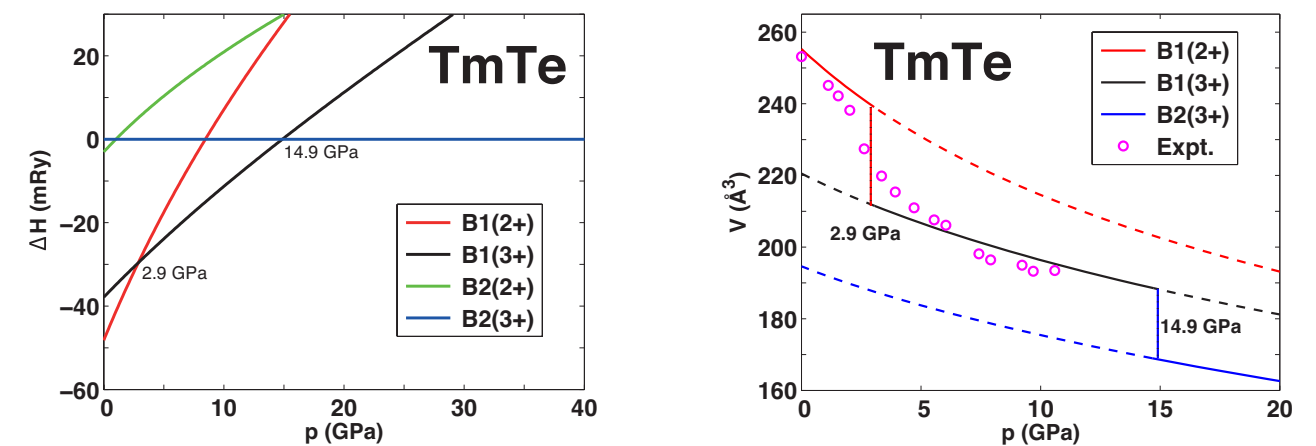 TmTe
ΔH (mRy)
20
0
−20
−40
−60
14.9 GPa
2.9 GPa
B1(2+)
B1(3+)
B2(2+)
B2(3+)
0
10
20
30
40
p (GPa)
TmTe
V (Å³)
260
240
220
200
180
160
B1(2+)
B1(3+)
B2(3+)
Expt.
2.9 GPa
14.9 GPa
0
5
10
15
20
p (GPa)